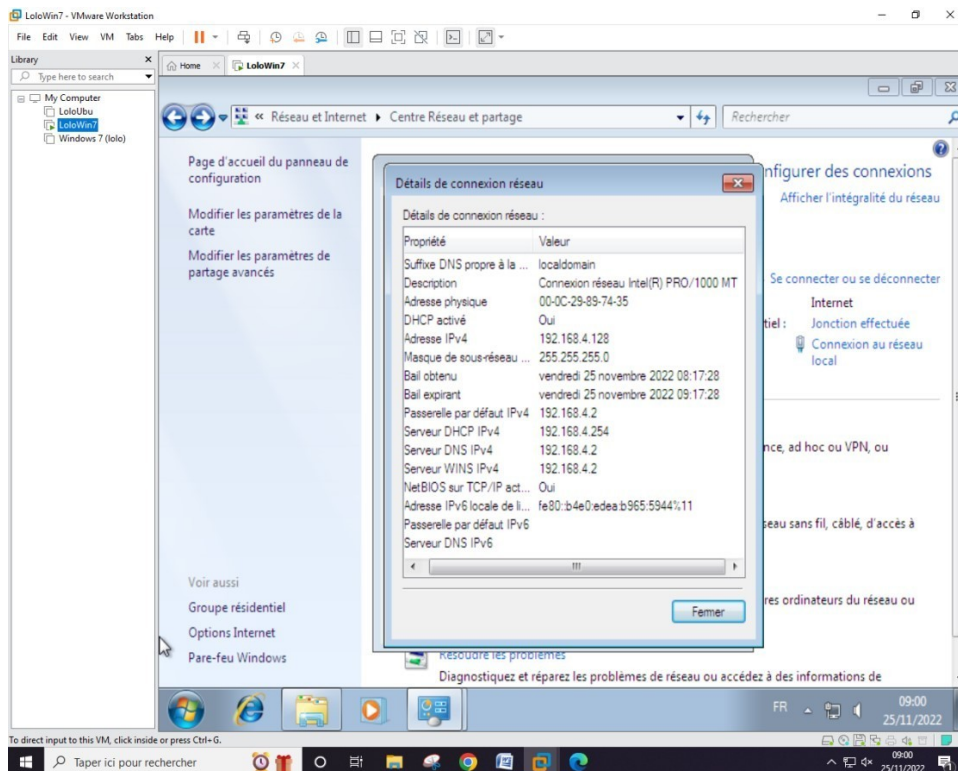 LoloWin7 - VMware Workstation
File Edit View VM Tabs Help
Library
Type here to search
My Computer
LoloUbu
LoloWin7
Windows 7 (lolo)
Home
LoloWin7
« Réseau et Internet Centre Réseau et partage
Rechercher
Page d'accueil du panneau de
configuration
Modifier les paramètres de la
carte
Modifier les paramètres de
partage avancés
Voir aussi
Groupe résidentiel
Options Internet
Pare-feu Windows
nfigurer des connexions
Afficher l'intégralité du réseau
Se connecter ou se déconnecter
Internet
tiel : Jonction effectuée
Connexion au réseau
local
nce, ad hoc ou VPN, ou
seau sans fil, câblé, d'accès à
res ordinateurs du réseau ou
Résoudre les problèmes
Diagnostiquez et réparez les problèmes de réseau ou accédez à des informations de
Détails de connexion réseau
Détails de connexion réseau :
Propriété Valeur
Suffixe DNS propre à la ... localdomain
Description Connexion réseau Intel(R) PRO/1000 MT
Adresse physique 00-0C-29-89-74-35
DHCP activé Oui
Adresse IPv4 192.168.4.128
Masque de sous-réseau ... 255.255.255.0
Bail obtenu vendredi 25 novembre 2022 08:17:28
Bail expirant vendredi 25 novembre 2022 09:17:28
Passerelle par défaut IPv4 192.168.4.2
Serveur DHCP IPv4 192.168.4.254
Serveur DNS IPv4 192.168.4.2
Serveur WINS IPv4 192.168.4.2
NetBIOS sur TCP/IP act... Oui
Adresse IPv6 locale de li... fe80::b4e0:edea:b965:5944%11
Passerelle par défaut IPv6
Serveur DNS IPv6
Fermer
FR
09:00
25/11/2022
To direct input to this VM, click inside or press Ctrl+G.
Taper ici pour rechercher
09:00
25/11/2022